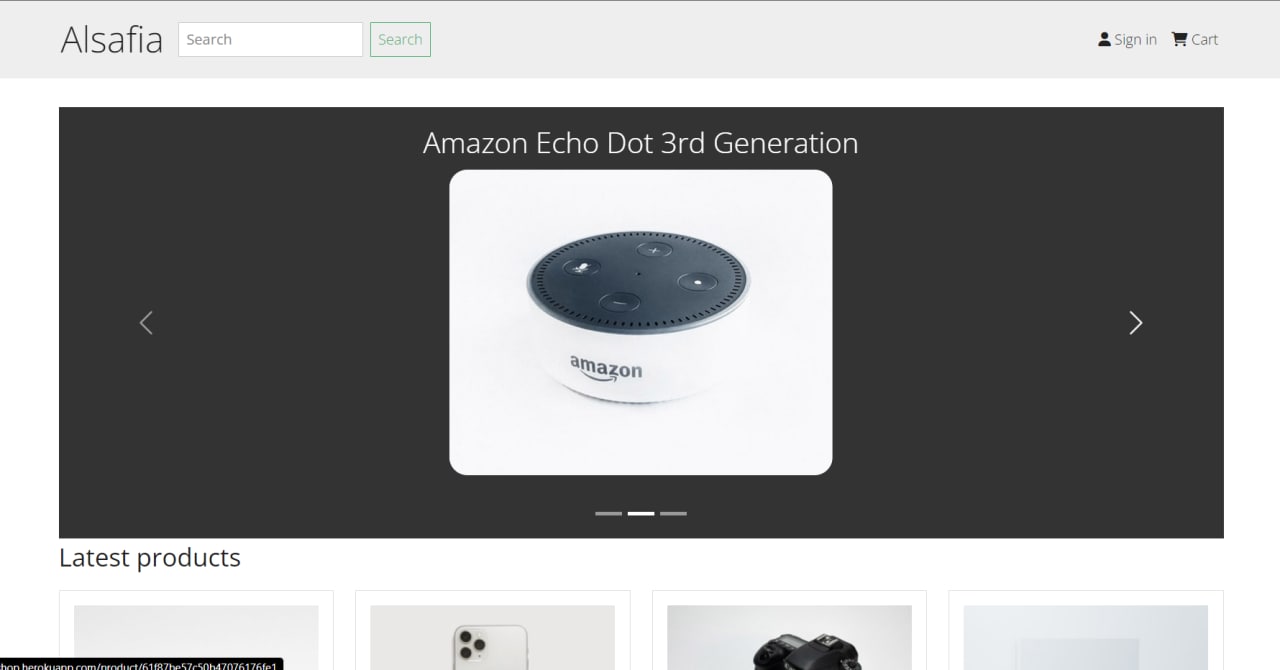 Alsafia
Search
Search
Sign in
Cart
Amazon Echo Dot 3rd Generation
amazon
Latest products
hop.herokuapp.com/product/61f87be57c50b47076176fe1